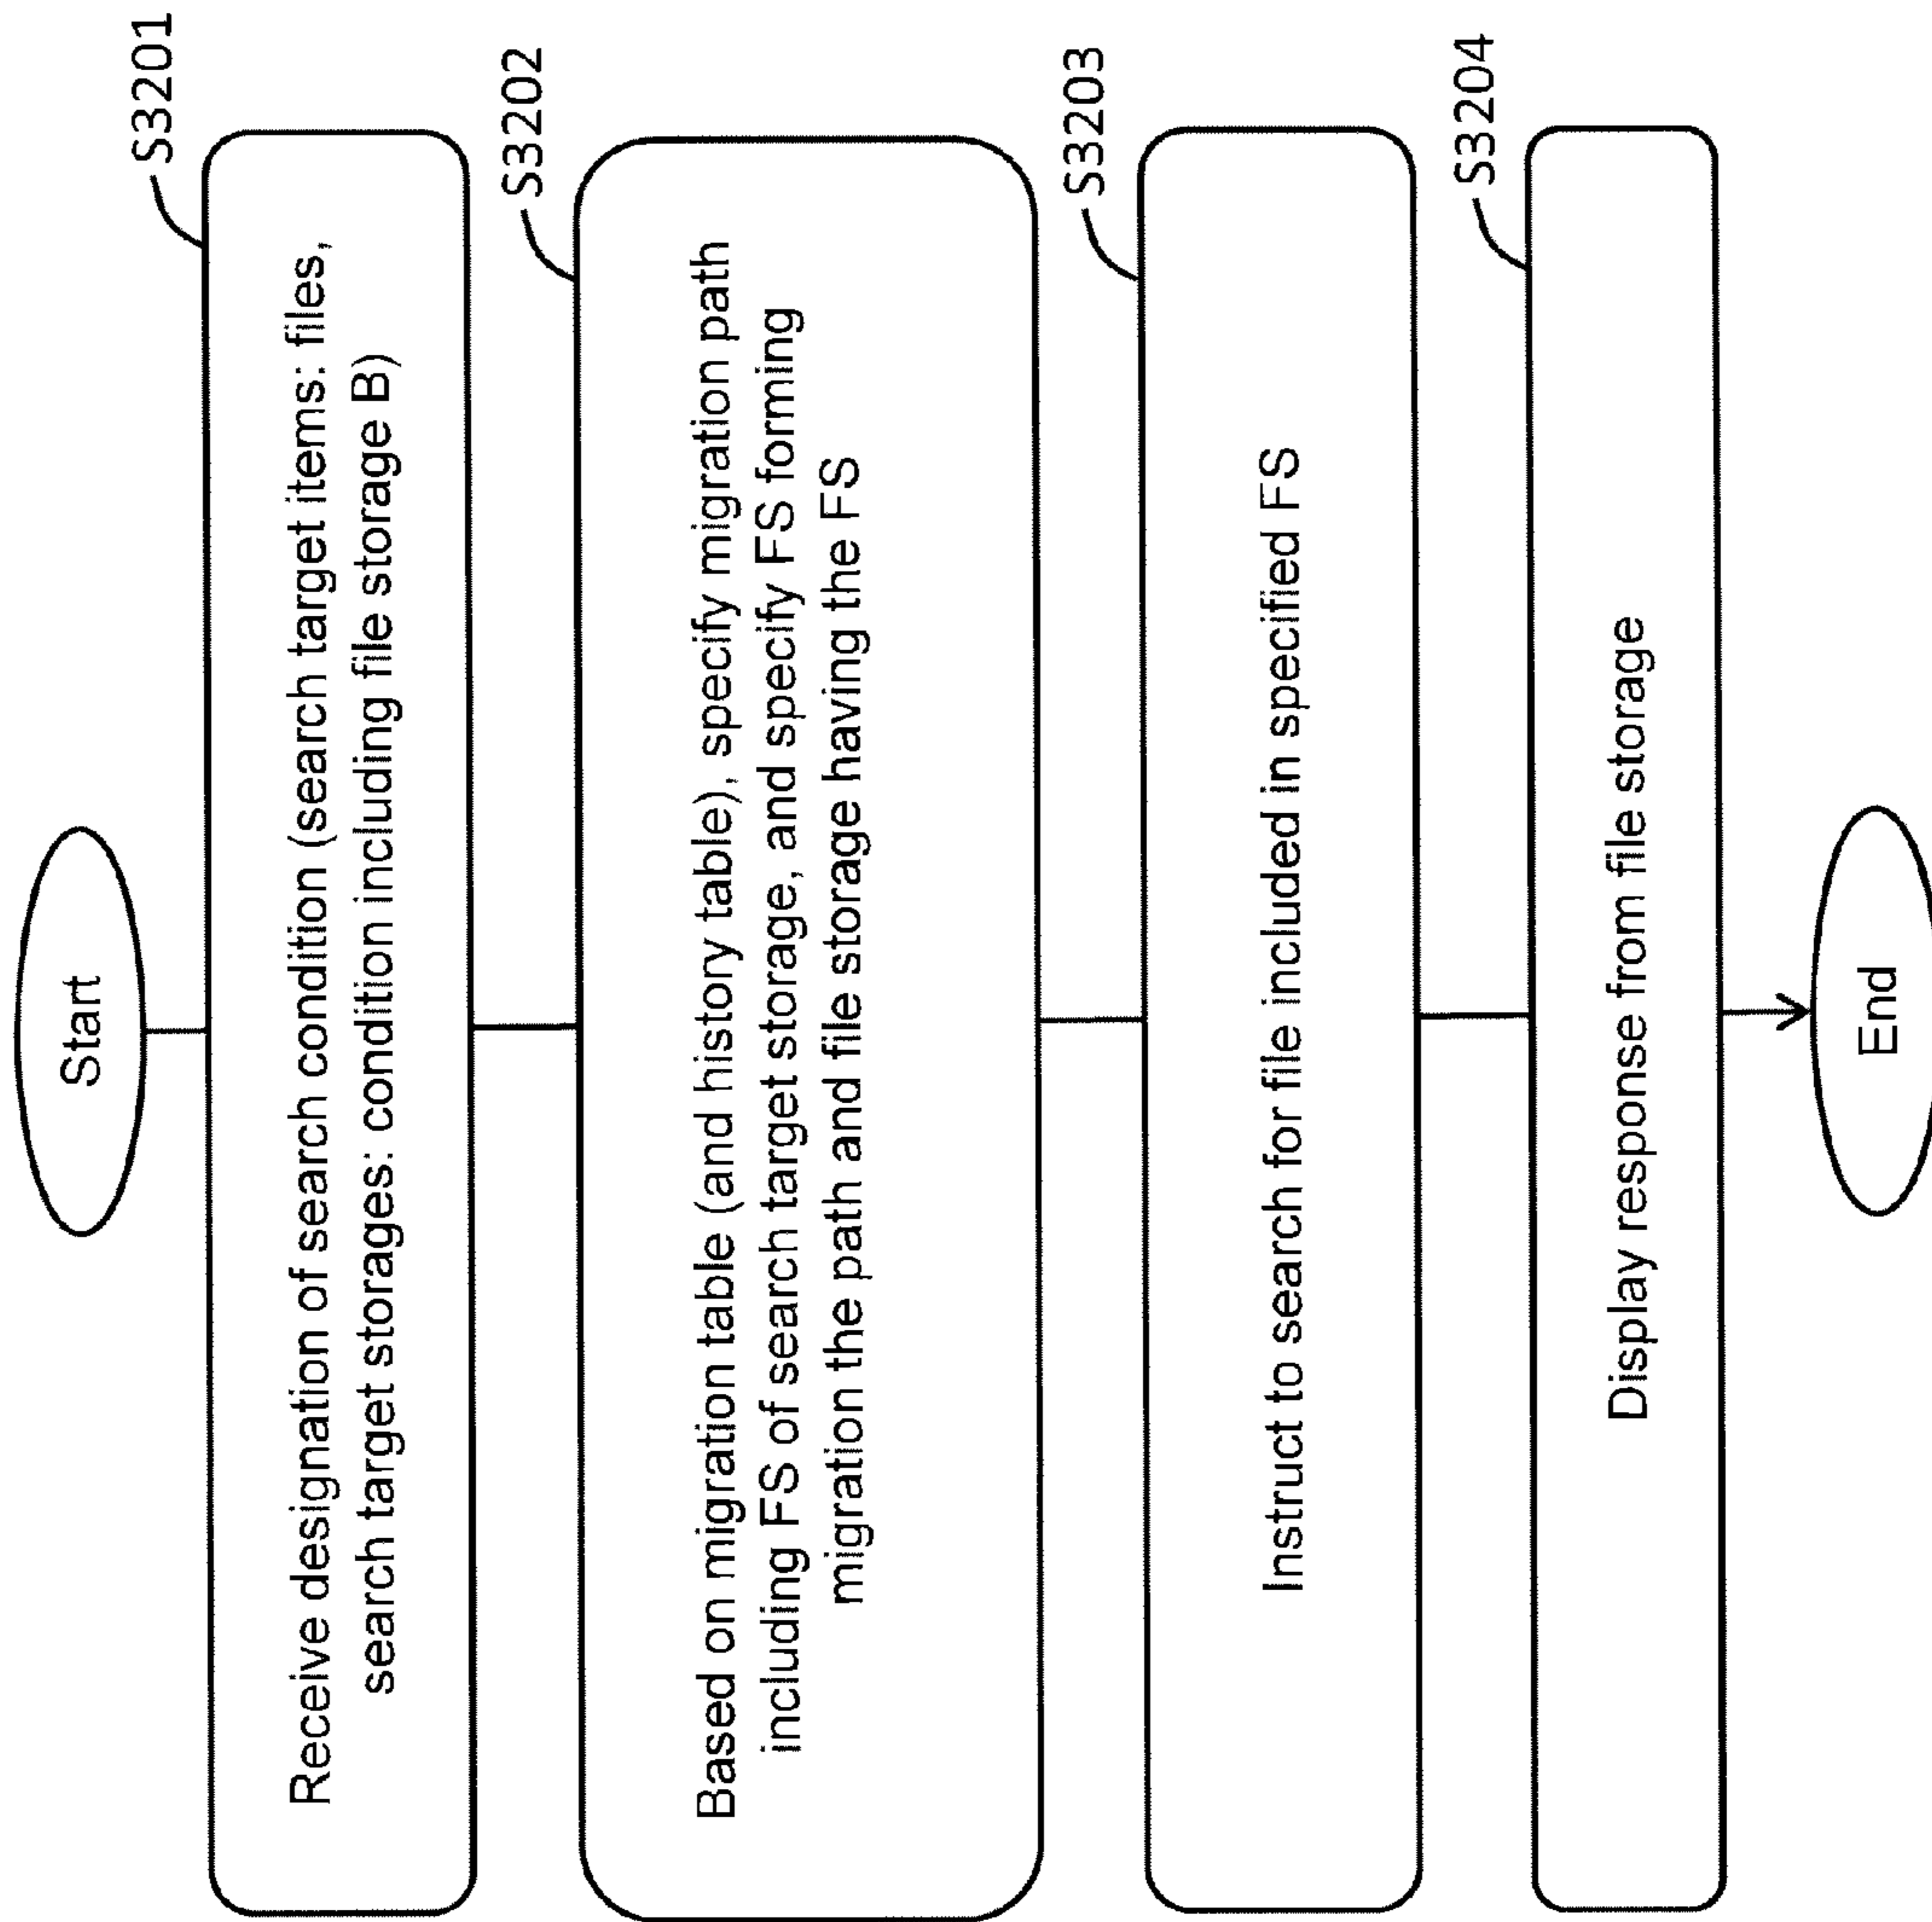 Start
S3201
Receive designation of search condition (search target items: files,
search target storages: condition including file storage B)
S3202
Based on migration table (and history table), specify migration path
including FS of search target storage, and specify FS forming
migration the path and file storage having the FS
S3203
Instruct to search for file included in specified FS
S3204
Display response from file storage
End